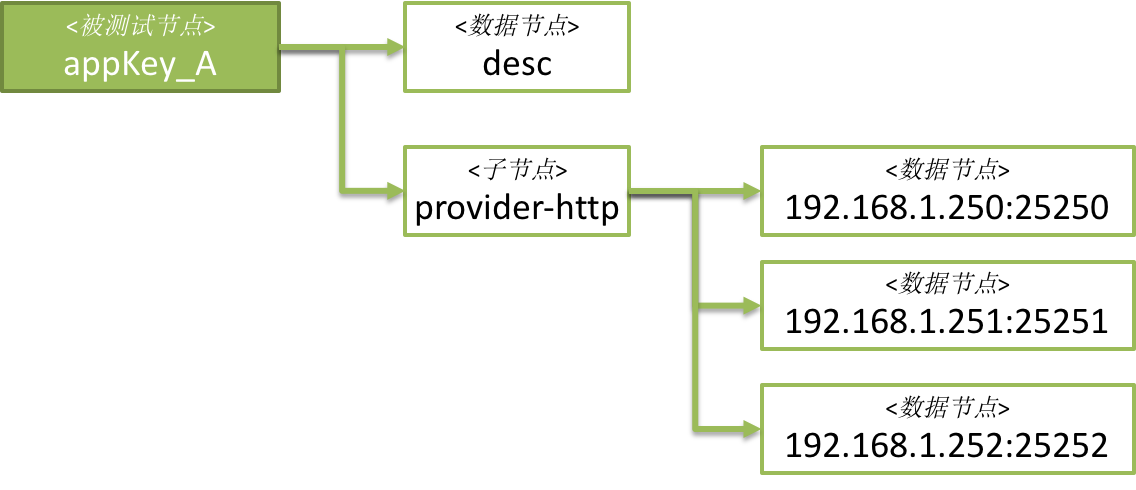 <被测试节点>
appKey_A
<数据节点>
desc
<子节点>
provider-http
<数据节点>
192.168.1.250:25250
<数据节点>
192.168.1.251:25251
<数据节点>
192.168.1.252:25252